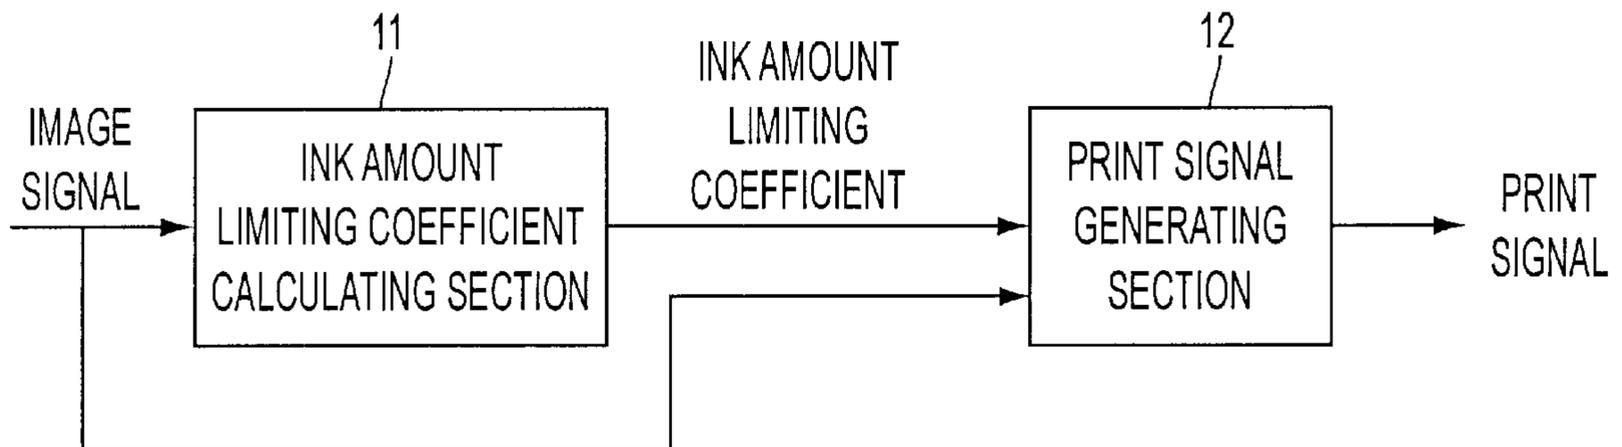 11
12
IMAGE
SIGNAL
INK AMOUNT
LIMITING COEFFICIENT
CALCULATING SECTION
INK AMOUNT
LIMITING
COEFFICIENT
PRINT SIGNAL
GENERATING
SECTION
PRINT
SIGNAL